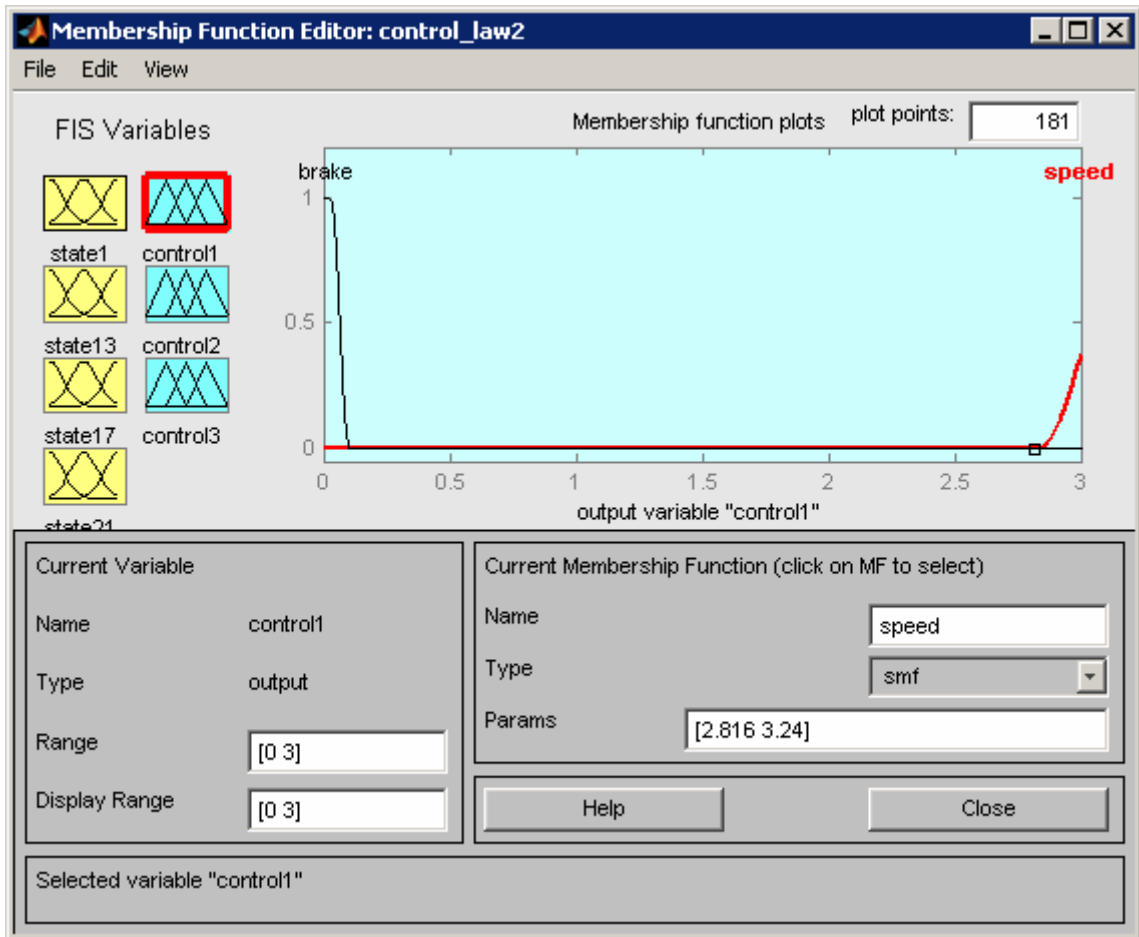 Membership Function Editor: control_law2
File Edit View
FIS Variables
Membership function plots plot points: 181
brake speed
state1 control1
state13 control2
state17 control3
state21
1
0.5
0
0 0.5 1 1.5 2 2.5 3
output variable "control1"
Current Variable
Name control1
Type output
Range [0 3]
Display Range [0 3]
Current Membership Function (click on MF to select)
Name speed
Type smf
Params [2.816 3.24]
Help Close
Selected variable "control1"